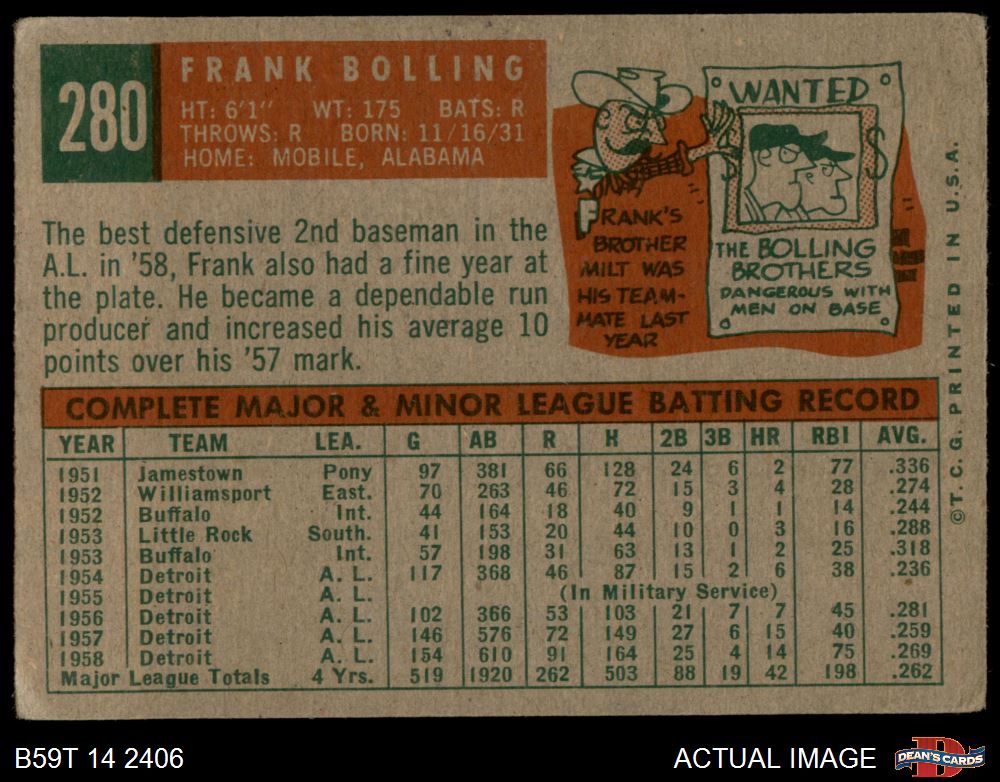 280
FRANK BOLLING
HT: 6'1" WT: 175 BATS: R
THROWS: R BORN: 11/16/31
HOME: MOBILE, ALABAMA
The best defensive 2nd baseman in the
A.L. in '58, Frank also had a fine year at
the plate. He became a dependable run
producer and increased his average 10
points over his '57 mark.
FRANK'S
BROTHER
MILT WAS
HIS TEAM-
MATE LAST
YEAR
WANTED
$ $
THE BOLLING
BROTHERS
DANGEROUS WITH
MEN ON BASE
©T. C. G. PRINTED IN U.S.A.
COMPLETE MAJOR & MINOR LEAGUE BATTING RECORD
YEAR TEAM LEA. G AB R H 2B 3B HR RBI AVG.
1951 Jamestown Pony 97 381 66 128 24 6 2 77 .336
1952 Williamsport East. 70 263 46 72 15 3 4 28 .274
1952 Buffalo Int. 44 164 18 40 9 1 1 14 .244
1953 Little Rock South. 41 153 20 44 10 0 3 16 .288
1953 Buffalo Int. 57 198 31 63 13 1 2 25 .318
1954 Detroit A. L. 117 368 46 87 15 2 6 38 .236
1955 Detroit A. L. (In Military Service)
1956 Detroit A. L. 102 366 53 103 21 7 7 45 .281
1957 Detroit A. L. 146 576 72 149 27 6 15 40 .259
1958 Detroit A. L. 154 610 91 164 25 4 14 75 .269
Major League Totals 4 Yrs. 519 1920 262 503 88 19 42 198 .262
B59T 14 2406
ACTUAL IMAGE
D
DEAN'S CARDS